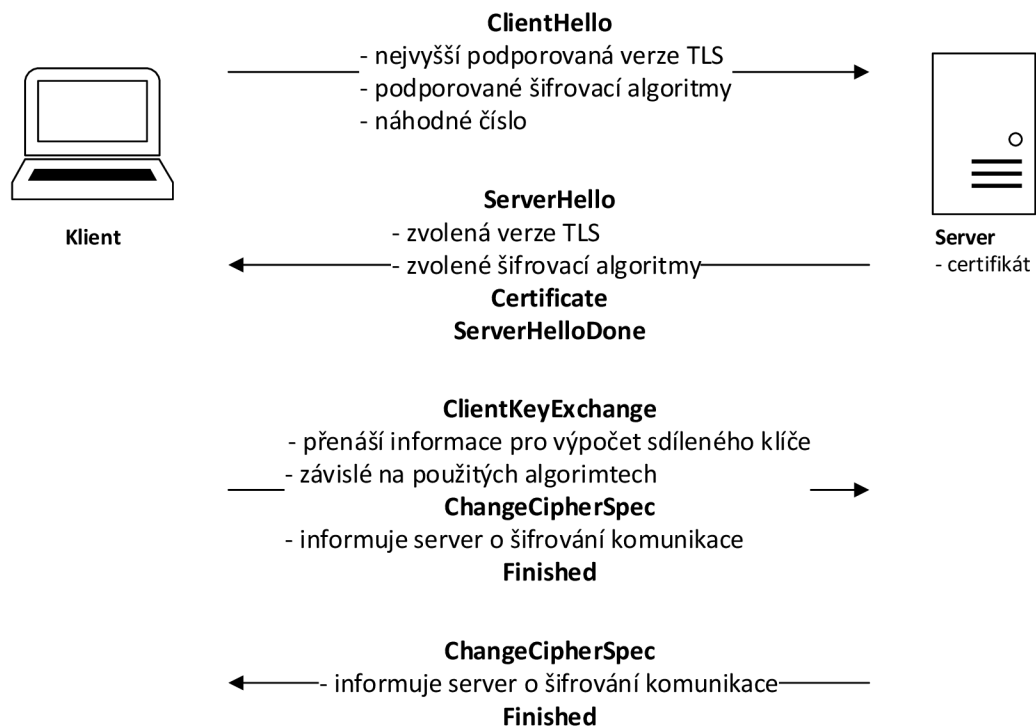 ClientHello
- nejvyšší podporovaná verze TLS
- podporované šifrovací algoritmy
- náhodné číslo
Klient
Server
- certifikát
ServerHello
- zvolená verze TLS
- zvolené šifrovací algoritmy
Certificate
ServerHelloDone
ClientKeyExchange
- přenáší informace pro výpočet sdíleného klíče
- závislé na použitých algorimtech
ChangeCipherSpec
- informuje server o šifrování komunikace
Finished
ChangeCipherSpec
- informuje server o šifrování komunikace
Finished